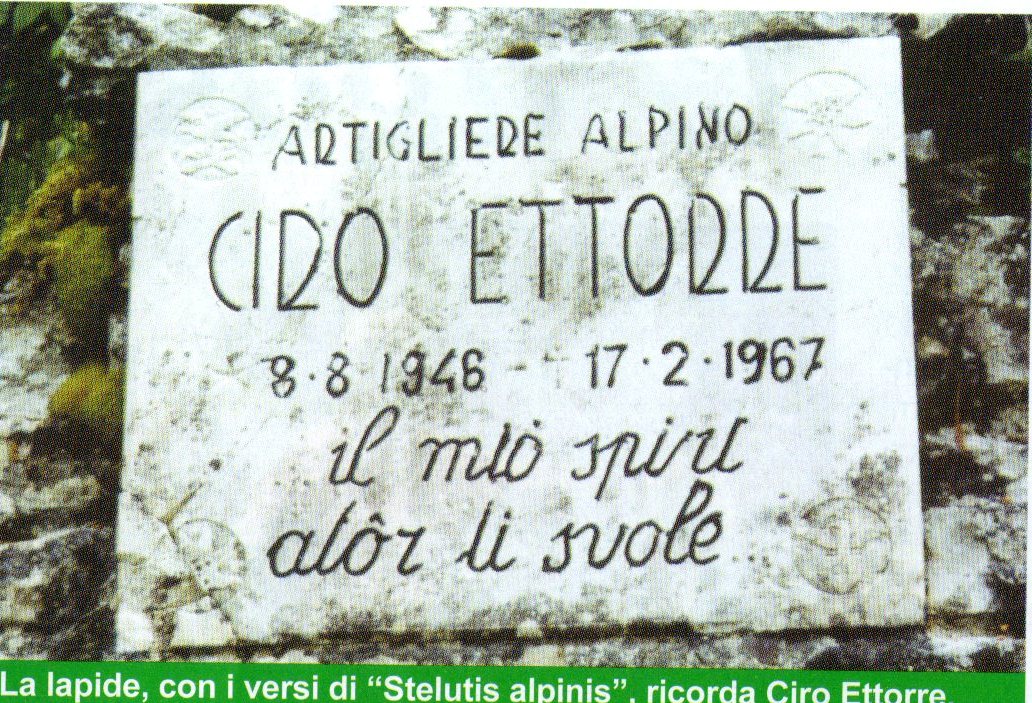 ARTIGLIERE ALPINO
CIRO ETTORRE
8·8·1946 - 17·2·1967
il mio spirt
atôr ti svole...
La lapide, con i versi di “Stelutis alpinis”, ricorda Ciro Ettorre.